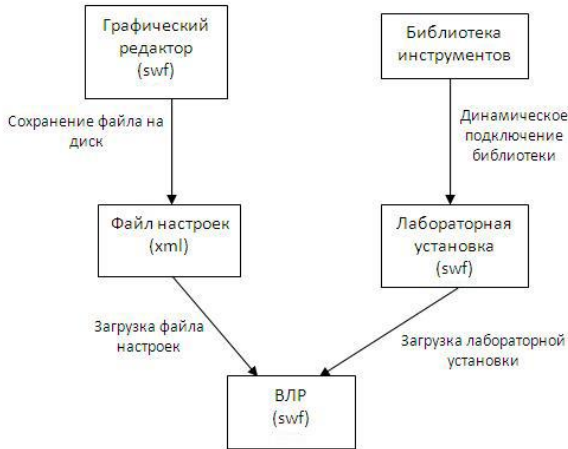 Графический
редактор
(swf)
Библиотека
инструментов
Сохранение файла на
диск
Динамическое
подключение
библиотеки
Файл настроек
(xml)
Лабораторная
установка
(swf)
Загрузка файла
настроек
Загрузка лабораторной
установки
ВЛР
(swf)